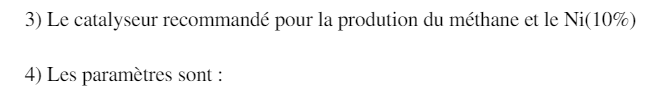 3) Le catalyseur recommandé pour la prodution du méthane et le Ni(10%)
4) Les paramètres sont :